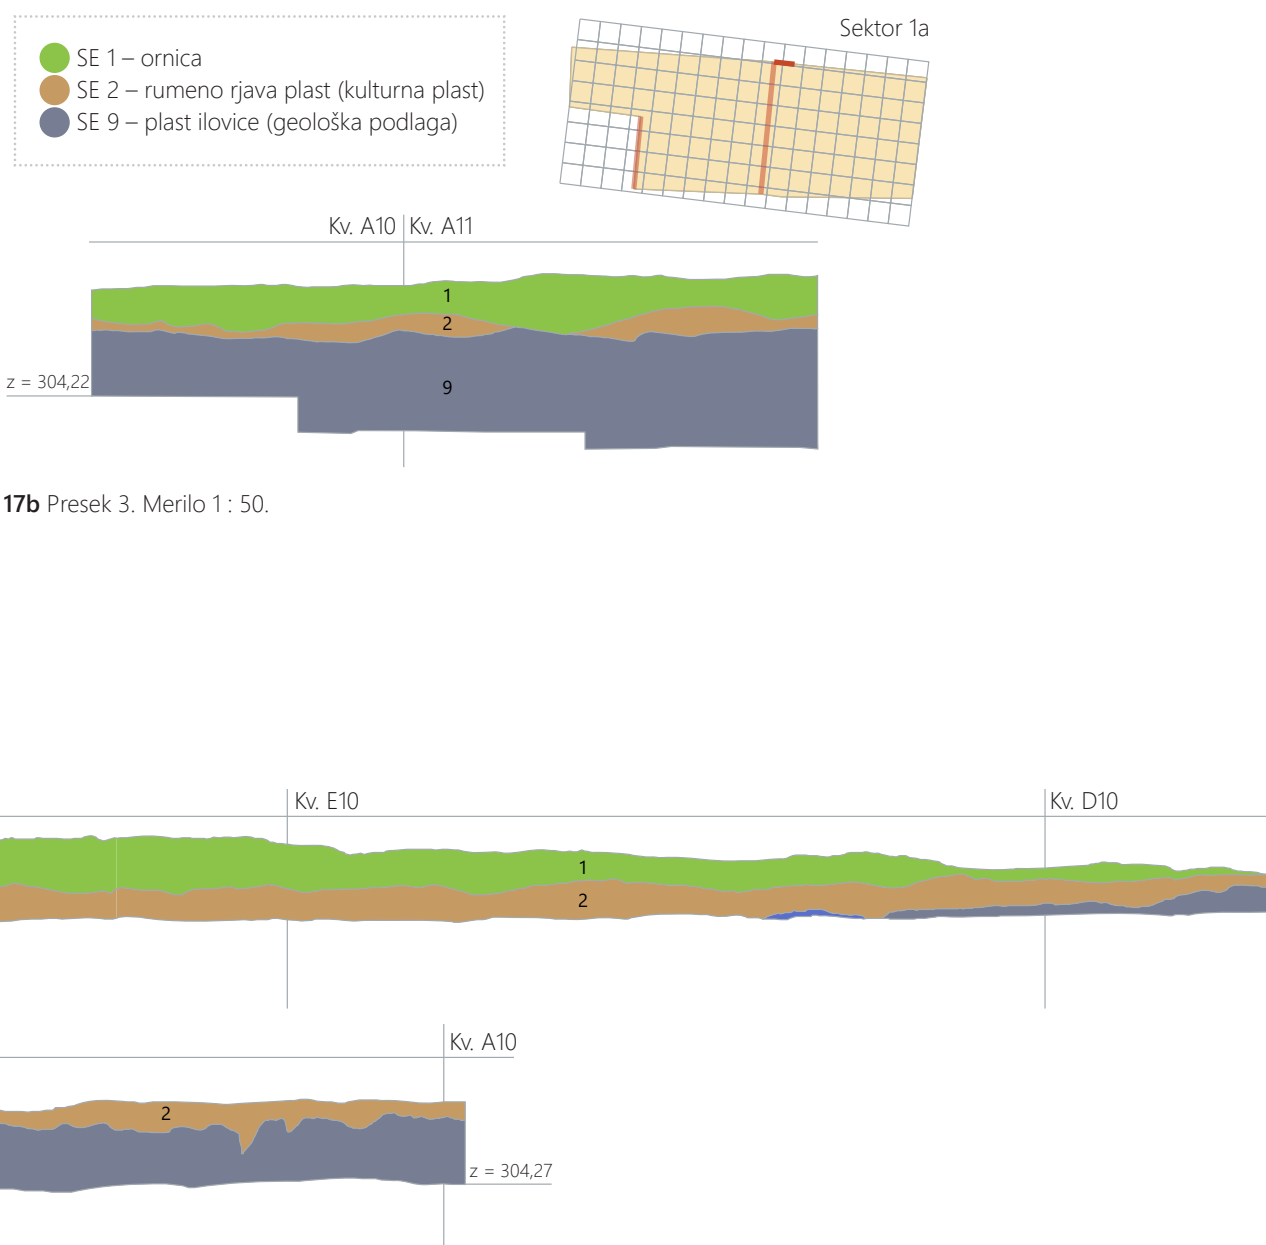 SE 1 – ornica
SE 2 – rumeno rjava plast (kulturna plast)
SE 9 – plast ilovice (geološka podlaga)
Sektor 1a
Kv. A10 Kv. A11
1
2
9
z = 304,22
17b Presek 3. Merilo 1 : 50.
Kv. E10
Kv. D10
1
2
Kv. A10
2
z = 304,27